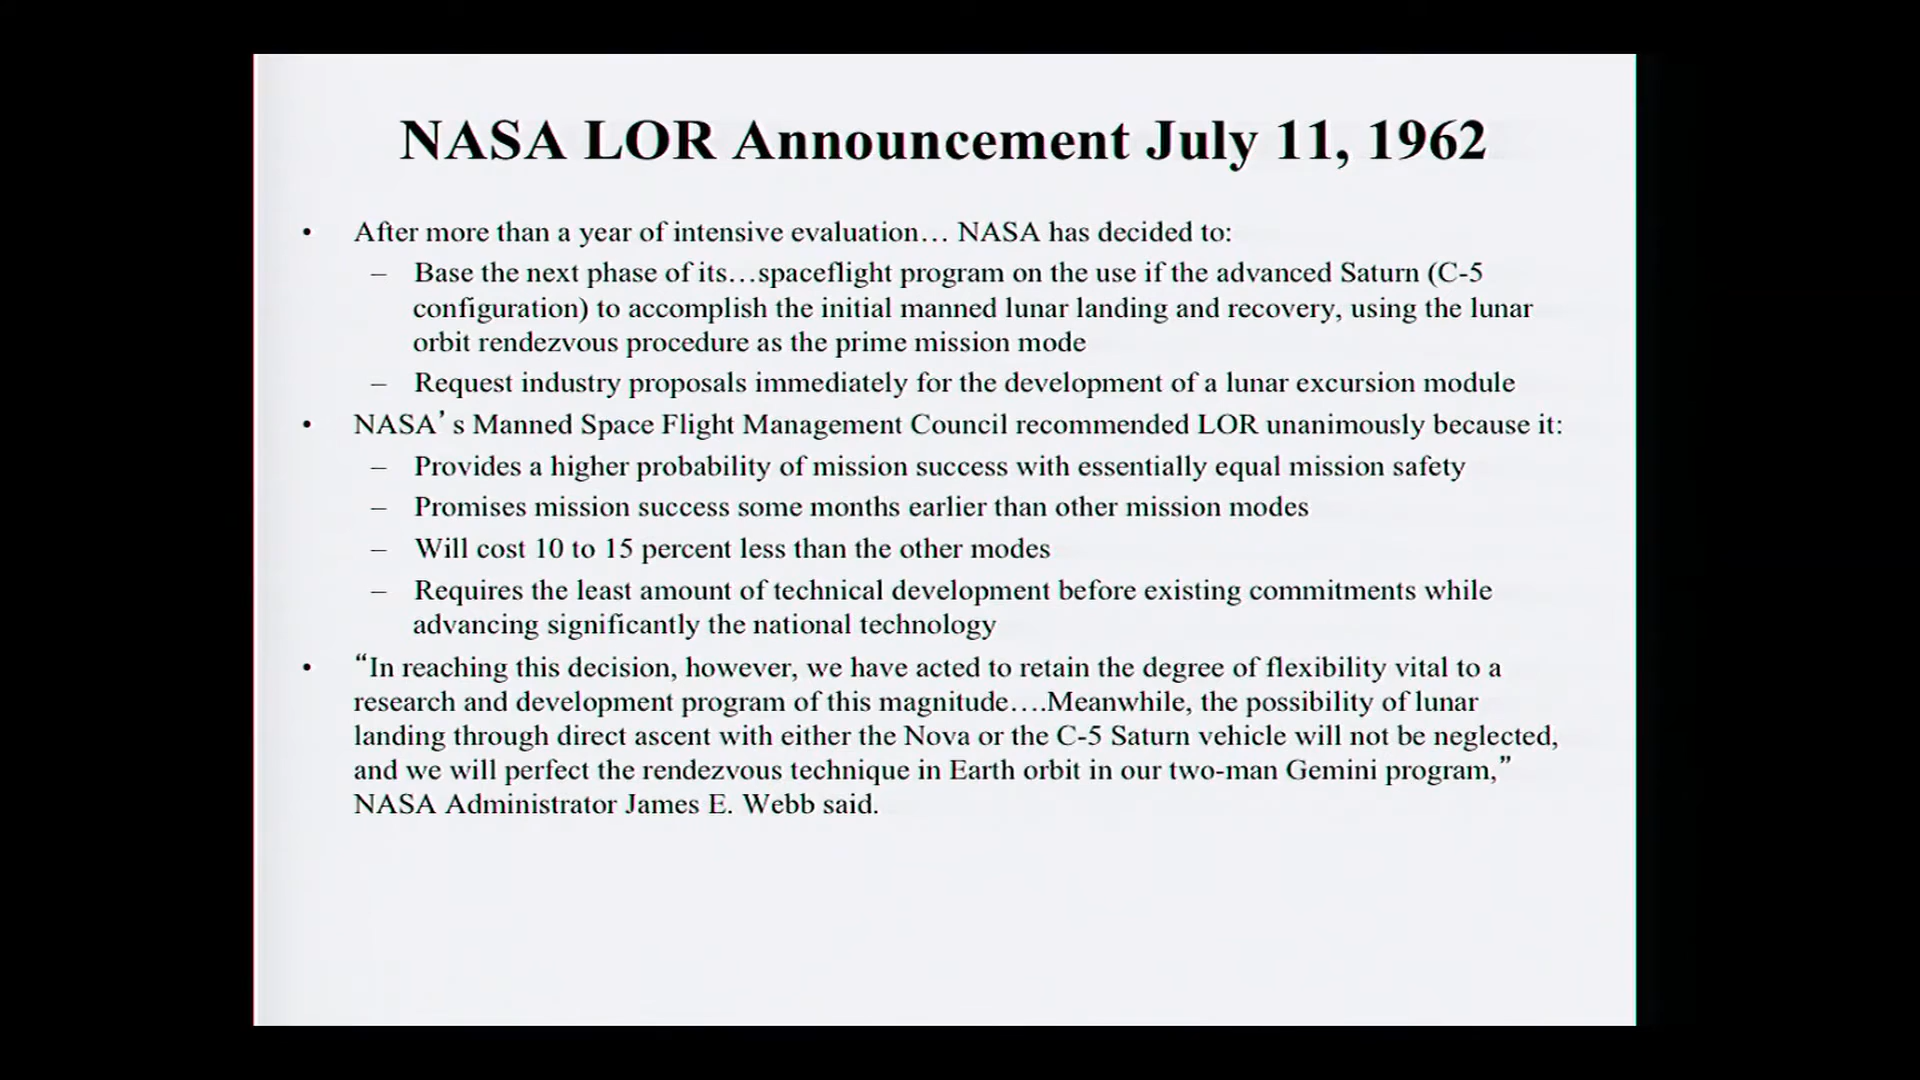 NASA LOR Announcement July 11, 1962
• After more than a year of intensive evaluation… NASA has decided to:
– Base the next phase of its…spaceflight program on the use if the advanced Saturn (C-5
configuration) to accomplish the initial manned lunar landing and recovery, using the lunar
orbit rendezvous procedure as the prime mission mode
– Request industry proposals immediately for the development of a lunar excursion module
• NASA’s Manned Space Flight Management Council recommended LOR unanimously because it:
– Provides a higher probability of mission success with essentially equal mission safety
– Promises mission success some months earlier than other mission modes
– Will cost 10 to 15 percent less than the other modes
– Requires the least amount of technical development before existing commitments while
advancing significantly the national technology
• “In reaching this decision, however, we have acted to retain the degree of flexibility vital to a
research and development program of this magnitude….Meanwhile, the possibility of lunar
landing through direct ascent with either the Nova or the C-5 Saturn vehicle will not be neglected,
and we will perfect the rendezvous technique in Earth orbit in our two-man Gemini program,”
NASA Administrator James E. Webb said.